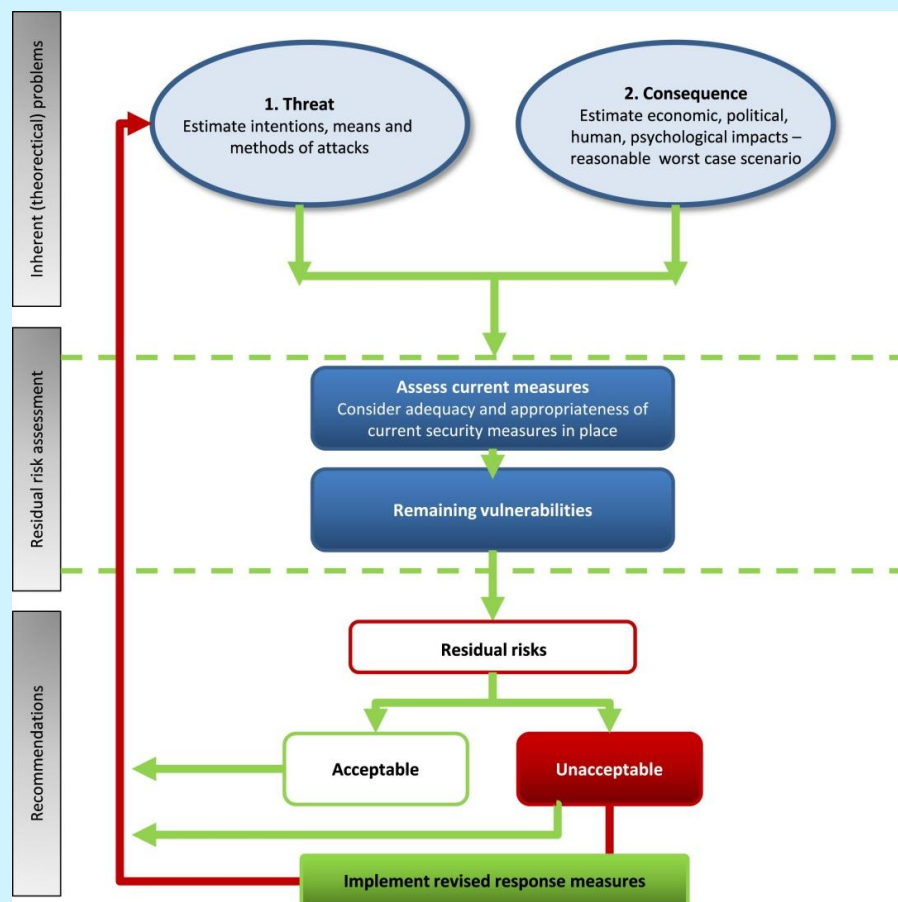 Inherent (theorectical) problems
1. Threat
Estimate intentions, means and
methods of attacks
2. Consequence
Estimate economic, political,
human, psychological impacts –
reasonable worst case scenario
Residual risk assessment
Assess current measures
Consider adequacy and appropriateness of
current security measures in place
Remaining vulnerabilities
Recommendations
Residual risks
Acceptable
Unacceptable
Implement revised response measures